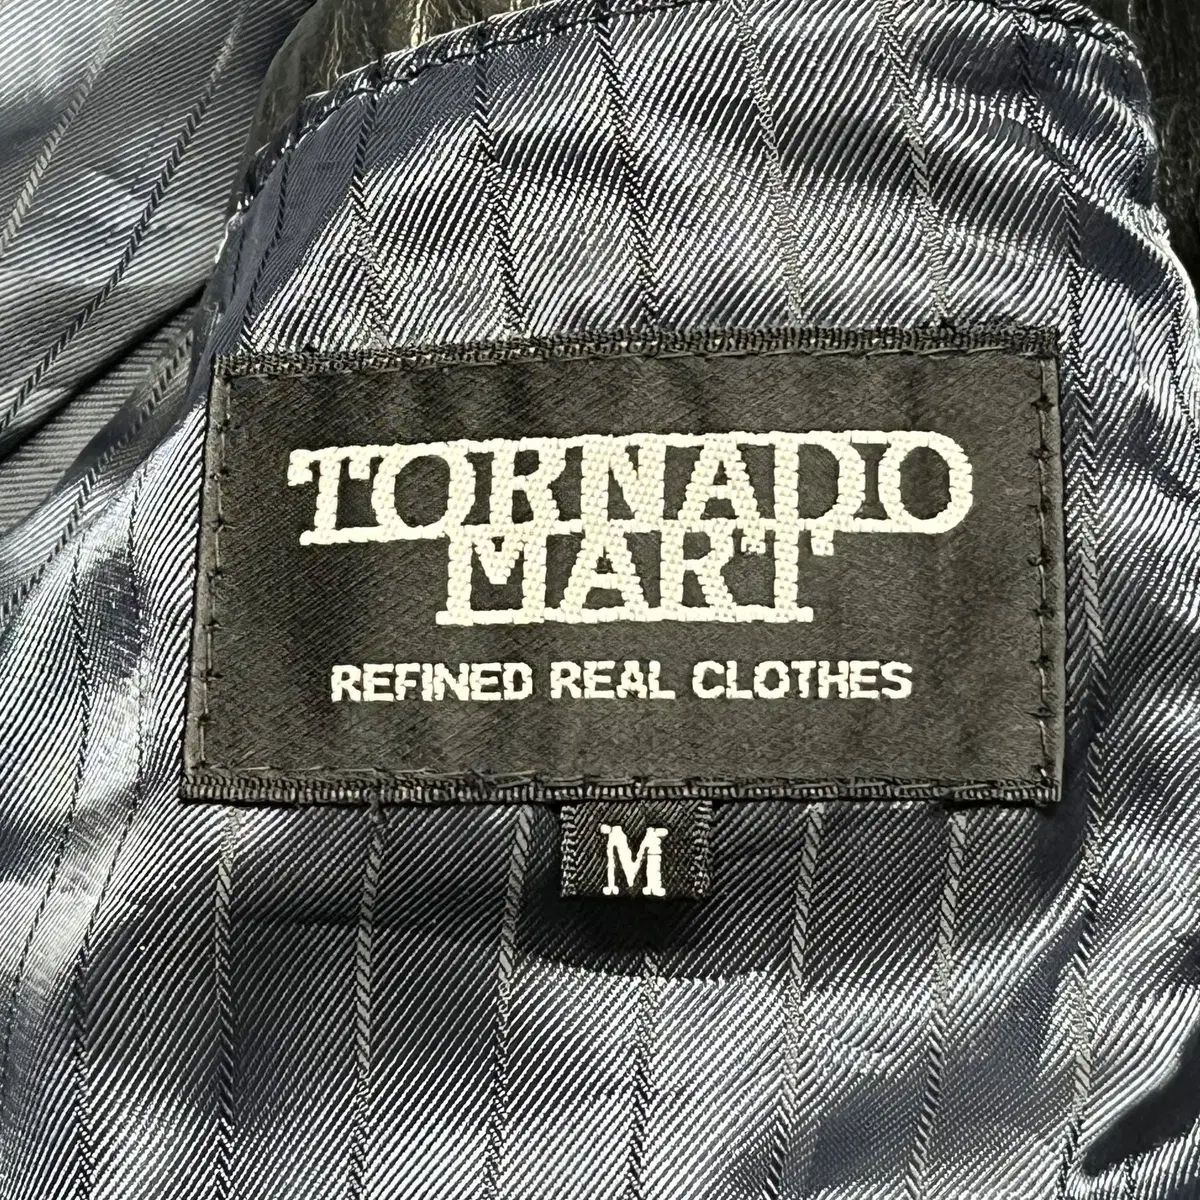 TORNADO
MART
REFINED REAL CLOTHES
M